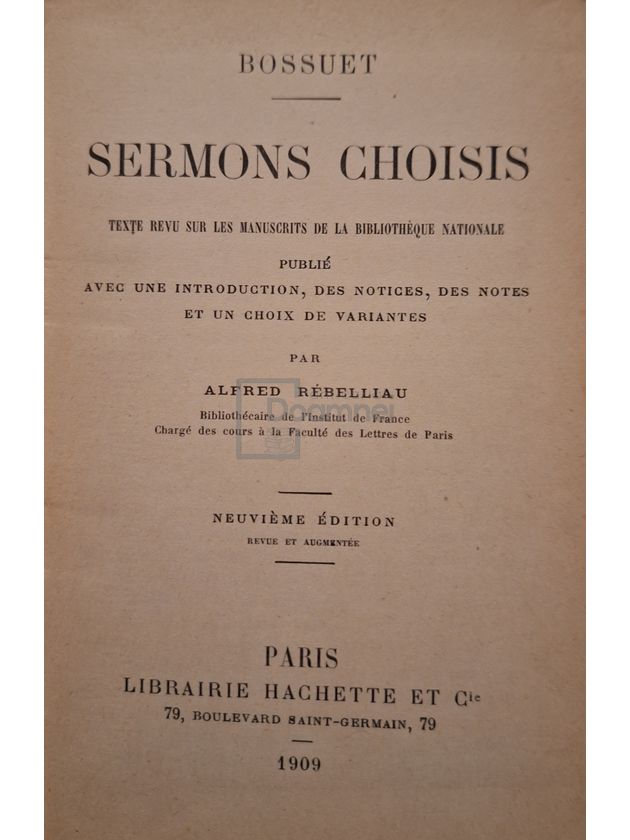 BOSSUET
SERMONS CHOISIS
TEXTE REVU SUR LES MANUSCRITS DE LA BIBLIOTHÈQUE NATIONALE
PUBLIÉ
AVEC UNE INTRODUCTION, DES NOTICES, DES NOTES
ET UN CHOIX DE VARIANTES
PAR
ALFRED RÉBELLIAU
Bibliothécaire de l'Institut de France
Chargé des cours à la Faculté des Lettres de Paris
NEUVIÈME ÉDITION
REVUE ET AUGMENTÉE
PARIS
LIBRAIRIE HACHETTE ET Cie
79, BOULEVARD SAINT-GERMAIN, 79
1909